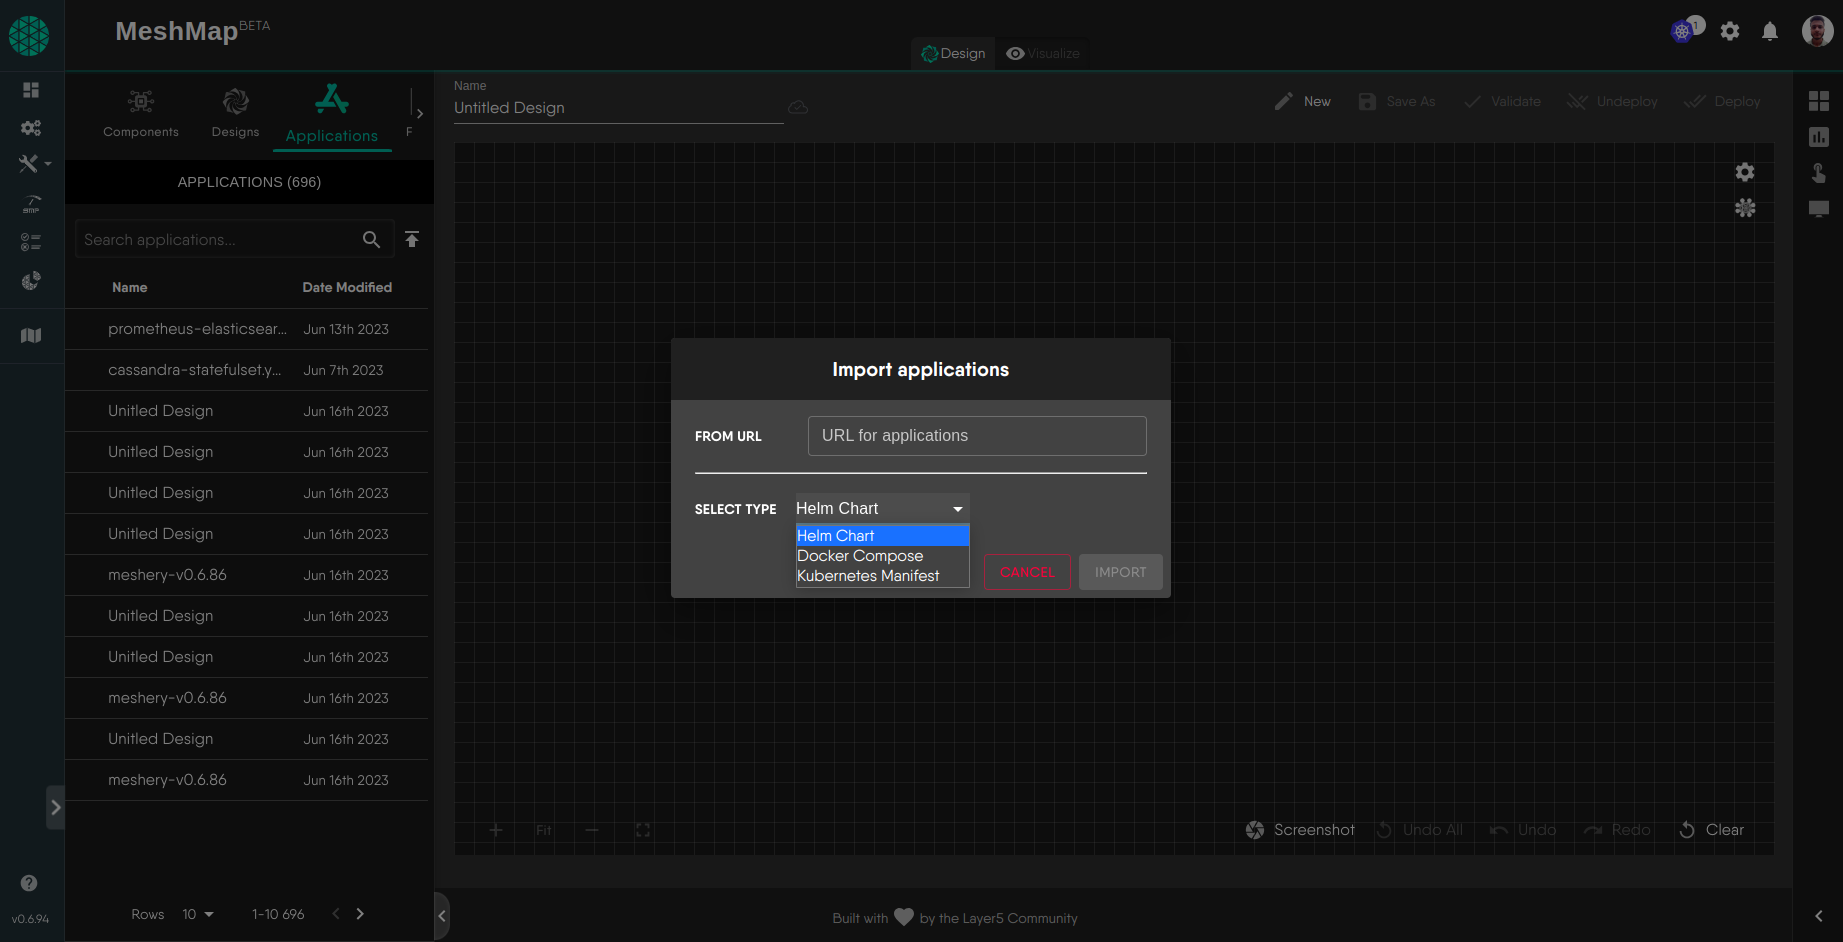 MeshMap BETA
1
Design
Visualize
Components
Designs
Applications
F
Name
Untitled Design
New
Save As
Validate
Undeploy
Deploy
APPLICATIONS (696)
Search applications...
Name Date Modified
prometheus-elasticsear... Jun 13th 2023
cassandra-statefulset.y... Jun 7th 2023
Unitled Design Jun 16th 2023
Unitled Design Jun 16th 2023
Unitled Design Jun 16th 2023
Unitled Design Jun 16th 2023
meshery-v0.6.86 Jun 16th 2023
Unitled Design Jun 16th 2023
Unitled Design Jun 16th 2023
meshery-v0.6.86 Jun 16th 2023
Unitled Design Jun 16th 2023
meshery-v0.6.86 Jun 16th 2023
Import applications
FROM URL
URL for applications
SELECT TYPE
Helm Chart
Helm Chart
Docker Compose
Kubernetes Manifest
CANCEL
IMPORT
Fit
Screenshot
Undo All
Undo
Redo
Clear
Rows 10 1-10 696
v0.6.94
Built with by the Layer5 Community